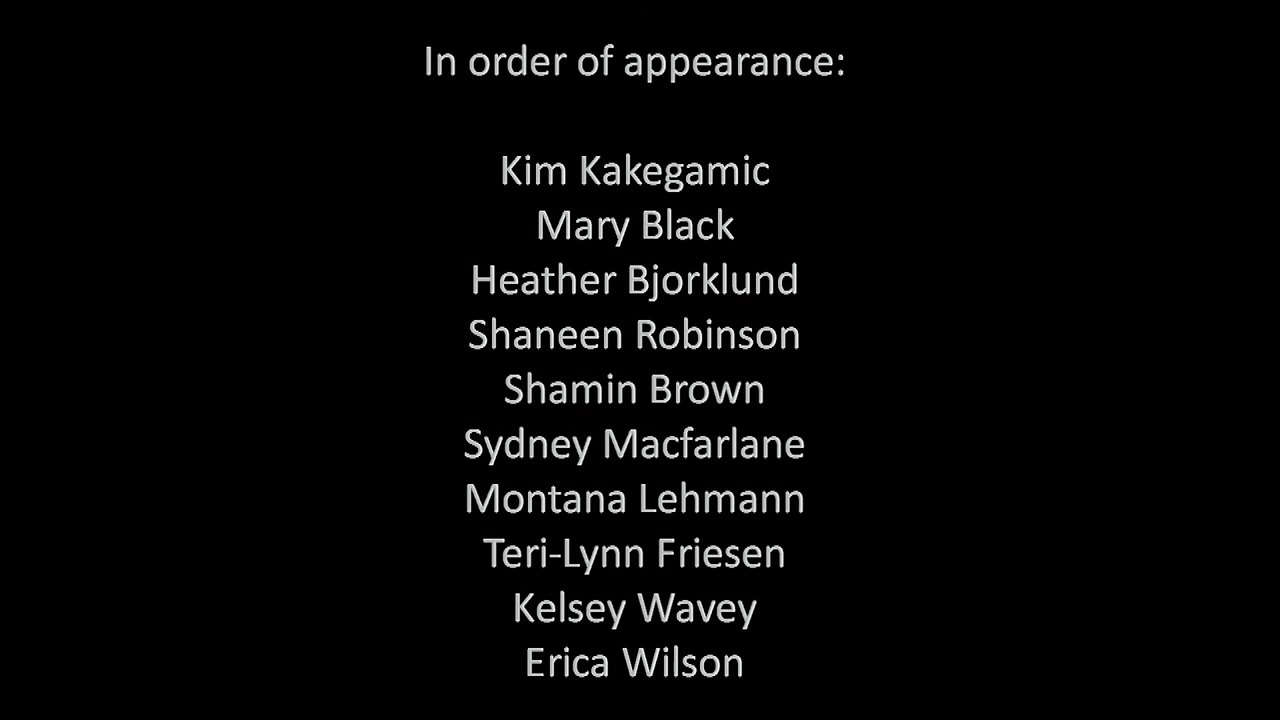 In order of appearance:
Kim Kakegamic
Mary Black
Heather Bjorklund
Shaneen Robinson
Shamin Brown
Sydney Macfarlane
Montana Lehmann
Teri-Lynn Friesen
Kelsey Wavey
Erica Wilson